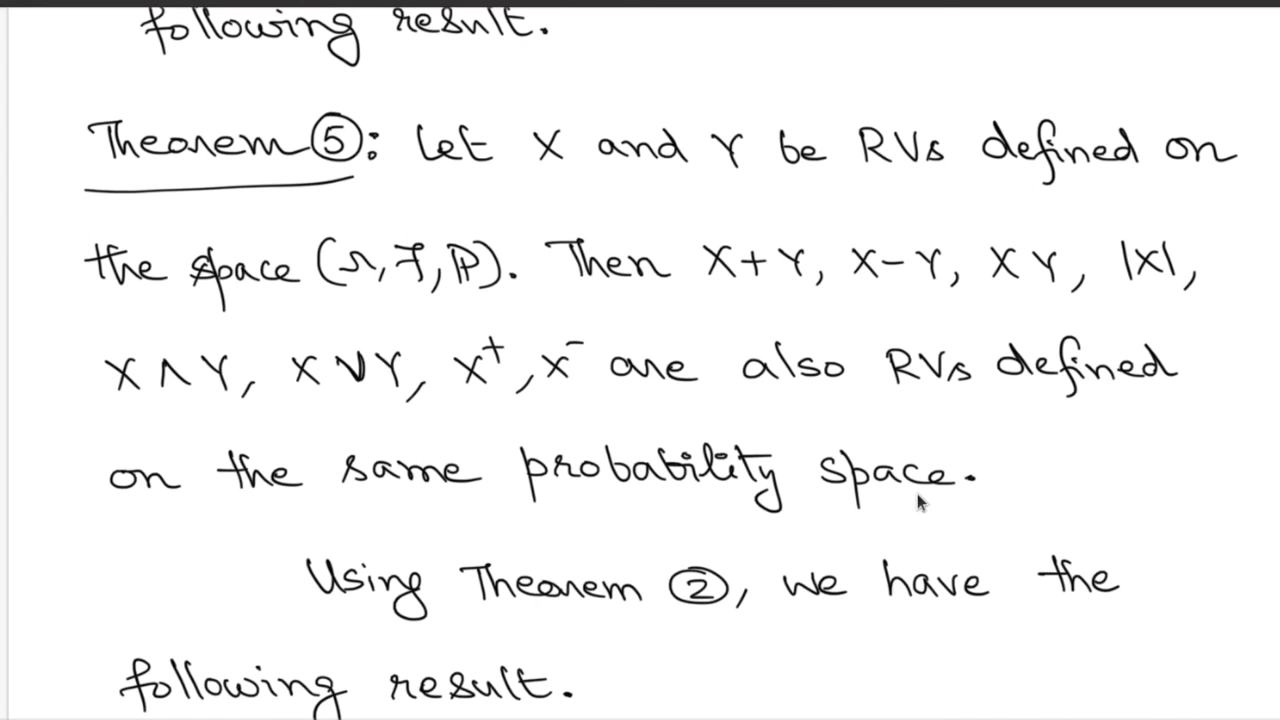 following result.
Theorem ⑤: Let X and Y be RVs defined on
the space (Ω, ℱ, ℙ). Then X+Y, X-Y, XY, |X|,
X∧Y, X∨Y, X⁺, X⁻ are also RVs defined
on the same probability space.
Using Theorem ②, we have the
following result.